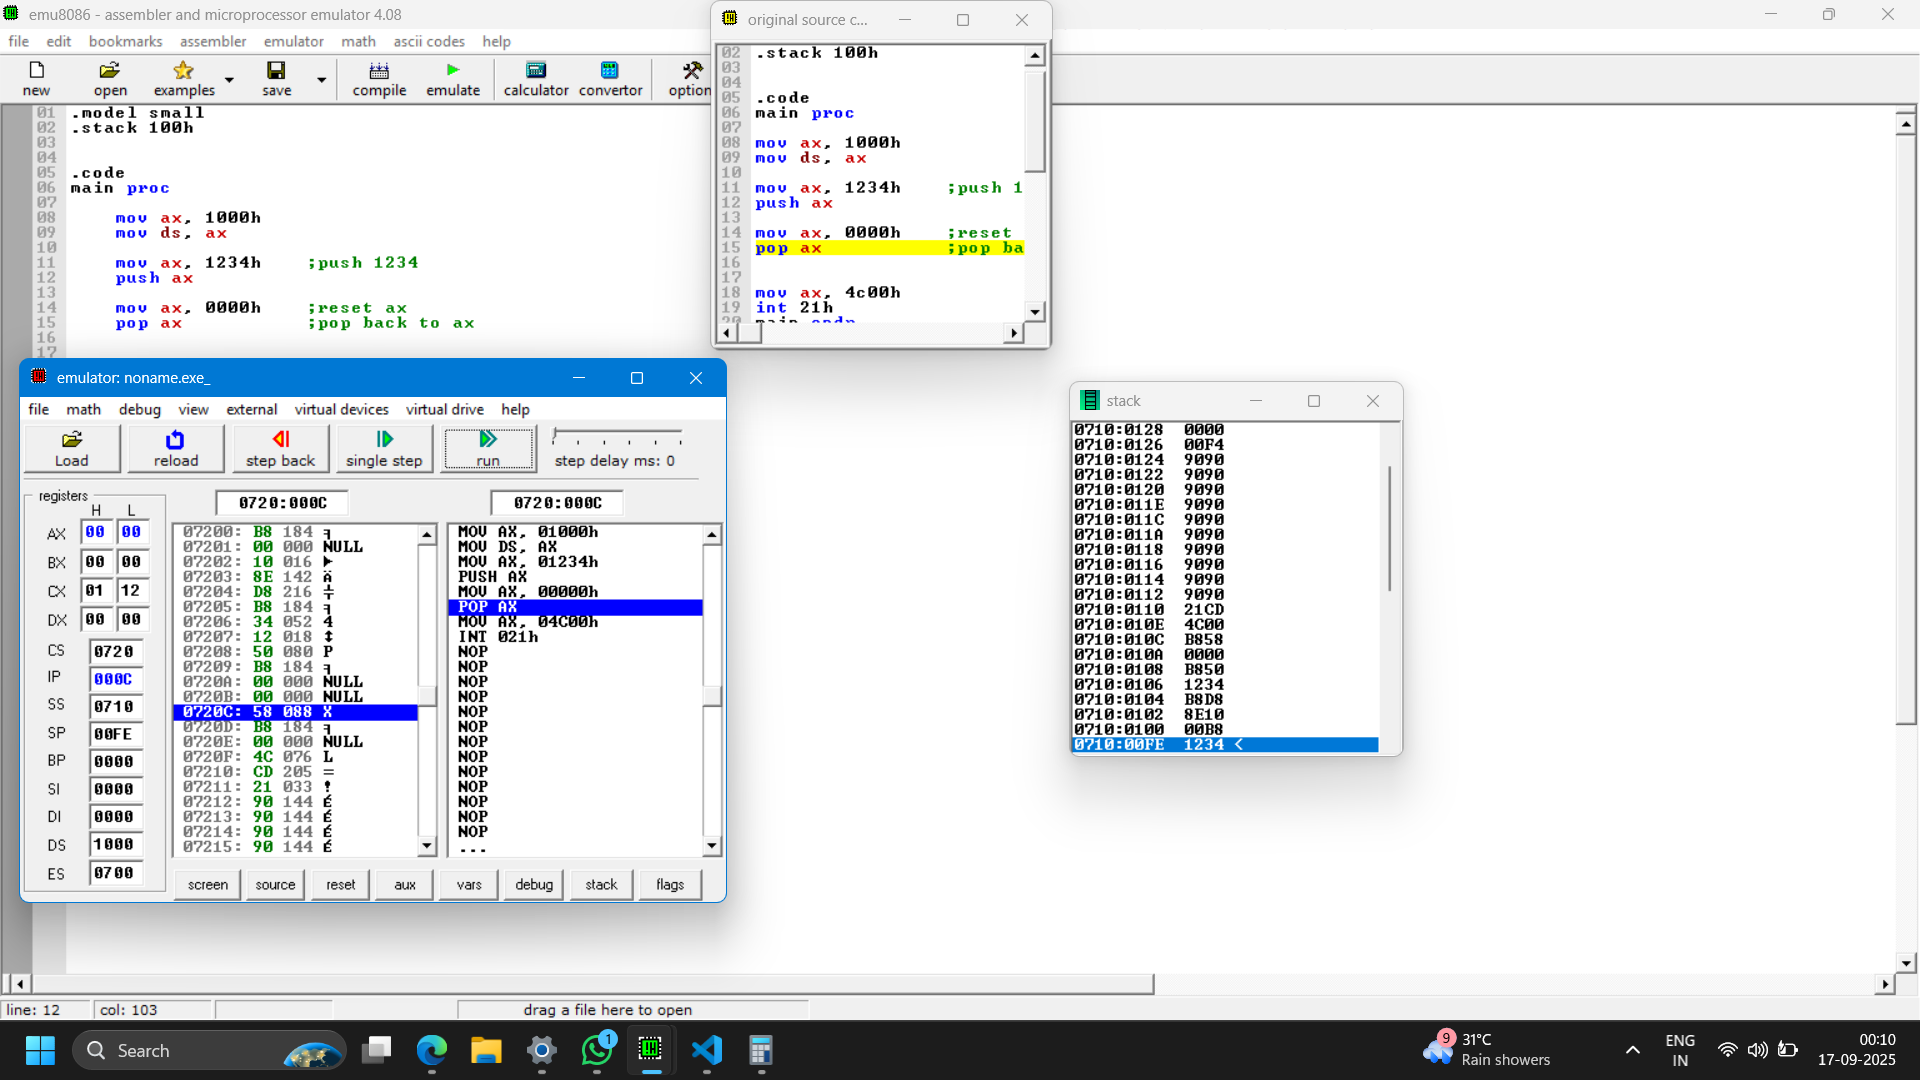 emu8086 - assembler and microprocessor emulator 4.08
file edit bookmarks assembler emulator math ascii codes help
new open examples save compile emulate calculator convertor option
01 .model small
02 .stack 100h
03
04
05 .code
06 main proc
07
08 mov ax, 1000h
09 mov ds, ax
10
11 mov ax, 1234h ;push 1234
12 push ax
13
14 mov ax, 0000h ;reset ax
15 pop ax ;pop back to ax
16
17
original source c...
02 .stack 100h
03
04
05 .code
06 main proc
07
08 mov ax, 1000h
09 mov ds, ax
10
11 mov ax, 1234h ;push 1
12 push ax
13
14 mov ax, 0000h ;reset
15 pop ax ;pop ba
16
17
18 mov ax, 4c00h
19 int 21h
20 main endp
emulator: noname.exe_
file math debug view external virtual devices virtual drive help
Load reload step back single step run step delay ms: 0
registers
H L
AX 00 00
BX 00 00
CX 01 12
DX 00 00
CS 0720
IP 000C
SS 0710
SP 00FE
BP 0000
SI 0000
DI 0000
DS 1000
ES 0700
0720:000C
07200: B8 184 ╕
07201: 00 000 NULL
07202: 10 016 ►
07203: 8E 142 Ä
07204: D8 216 ╪
07205: B8 184 ╕
07206: 34 052 4
07207: 12 018 ↕
07208: 50 080 P
07209: B8 184 ╕
0720A: 00 000 NULL
0720B: 00 000 NULL
0720C: 58 088 X
0720D: B8 184 ╕
0720E: 00 000 NULL
0720F: 4C 076 L
07210: CD 205 =
07211: 21 033 !
07212: 90 144 É
07213: 90 144 É
07214: 90 144 É
07215: 90 144 É
0720:000C
MOV AX, 01000h
MOV DS, AX
MOV AX, 01234h
PUSH AX
MOV AX, 00000h
POP AX
MOV AX, 04C00h
INT 021h
NOP
NOP
NOP
NOP
NOP
NOP
NOP
NOP
NOP
NOP
NOP
NOP
NOP
...
screen source reset aux vars debug stack flags
stack
0710:0128 0000
0710:0126 00F4
0710:0124 9090
0710:0122 9090
0710:0120 9090
0710:011E 9090
0710:011C 9090
0710:011A 9090
0710:0118 9090
0710:0116 9090
0710:0114 9090
0710:0112 9090
0710:0110 21CD
0710:010E 4C00
0710:010C B858
0710:010A 0000
0710:0108 B850
0710:0106 1234
0710:0104 B8D8
0710:0102 8E10
0710:0100 00B8
0710:00FE 1234 <
line: 12 col: 103 drag a file here to open
Search
1
9
31°C
Rain showers
ENG
IN
00:10
17-09-2025